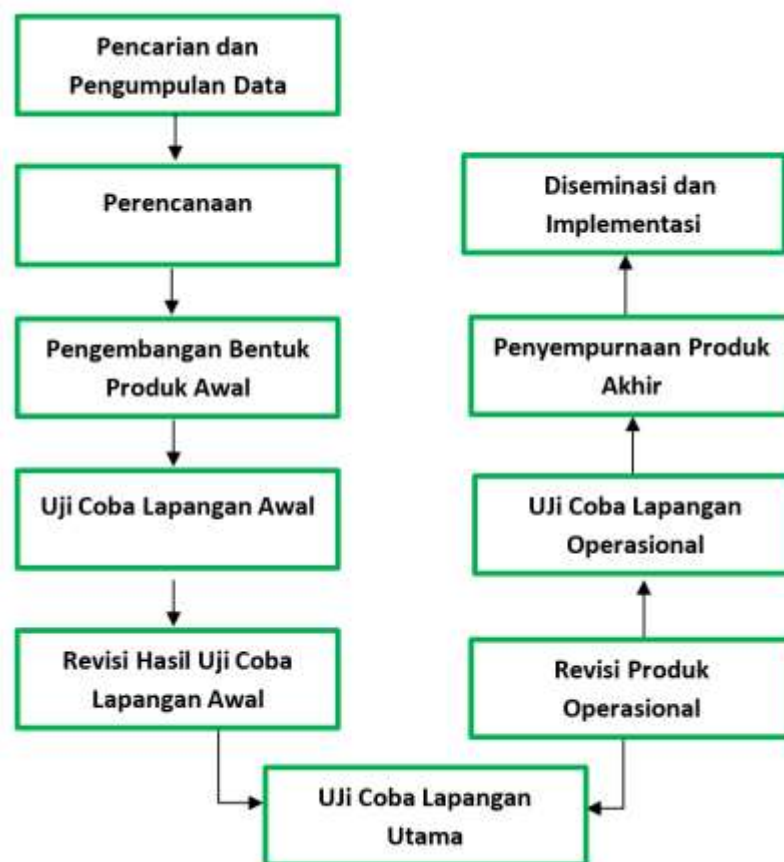 Pencarian dan
Pengumpulan Data
Perencanaan
Pengembangan Bentuk
Produk Awal
Uji Coba Lapangan Awal
Revisi Hasil Uji Coba
Lapangan Awal
UJi Coba Lapangan
Utama
Revisi Produk
Operasional
UJi Coba Lapangan
Operasional
Penyempurnaan Produk
Akhir
Diseminasi dan
Implementasi